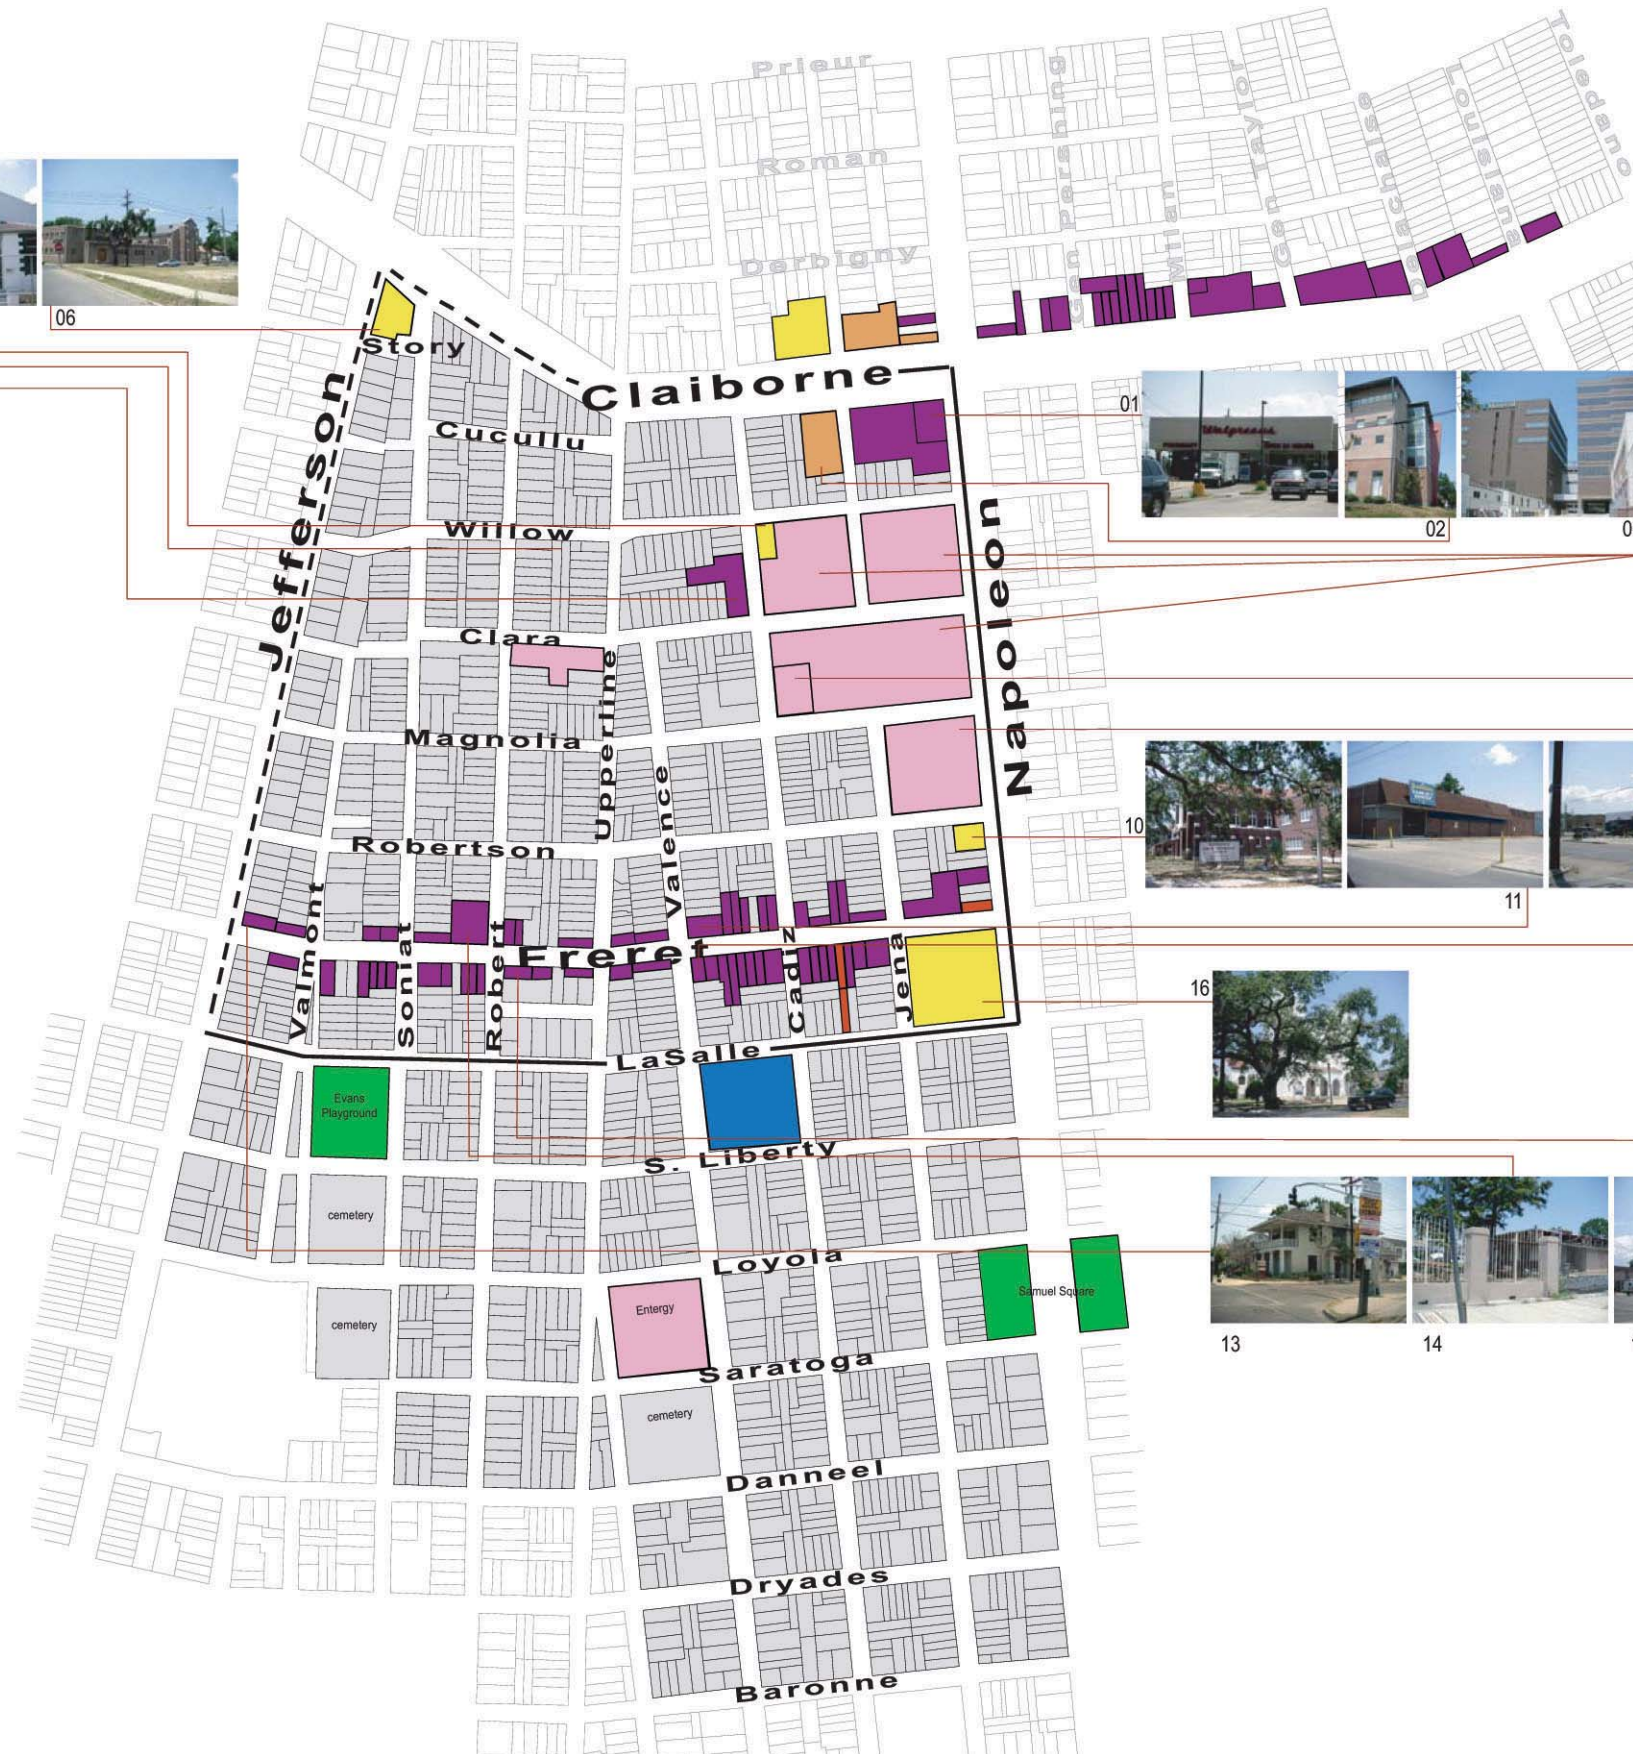 Prieur
Roman
Derbigny
Gen Pershing
Milan
Gen Taylor
Delachaise
Louisiana
Toledano
06
Story
Claiborne
Jefferson
Cucullu
Willow
Clara
Magnolia
Upperline
Valence
Robertson
Napoleon
01
Walgreens
02
0
10
11
Valmont
Soniat
Robert
Freret
Cadiz
Jena
16
LaSalle
Evans
Playground
S. Liberty
cemetery
Loyola
Samuel Square
cemetery
Entergy
Saratoga
cemetery
13
14
Danneel
Dryades
Baronne